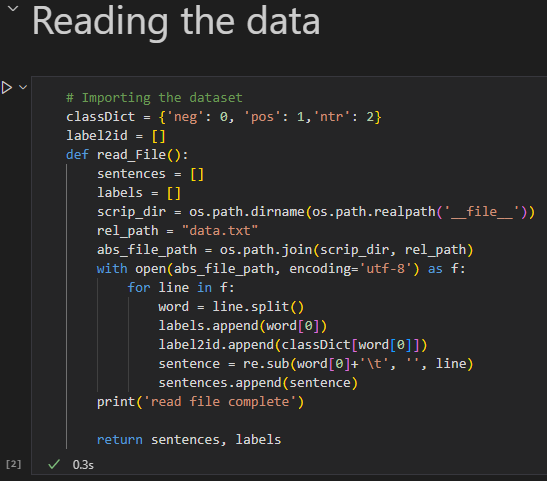 Reading the data
# Importing the dataset
classDict = {'neg': 0, 'pos': 1,'ntr': 2}
label2id = []
def read_File():
    sentences = []
    labels = []
    scrip_dir = os.path.dirname(os.path.realpath('__file__'))
    rel_path = "data.txt"
    abs_file_path = os.path.join(scrip_dir, rel_path)
    with open(abs_file_path, encoding='utf-8') as f:
        for line in f:
            word = line.split()
            labels.append(word[0])
            label2id.append(classDict[word[0]])
            sentence = re.sub(word[0]+'\t', '', line)
            sentences.append(sentence)
    print('read file complete')
    return sentences, labels
[2] 0.3s